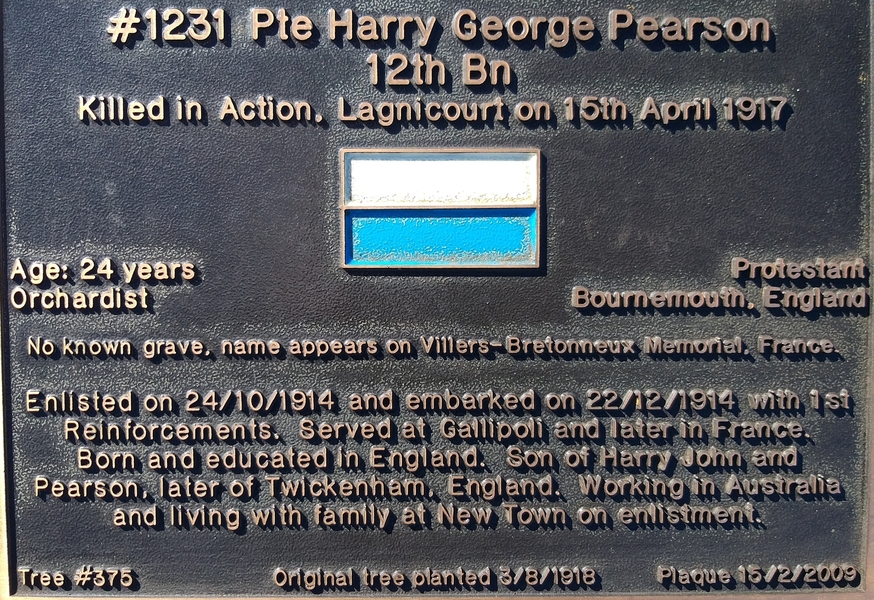 #1231 Pte Harry George Pearson
12th Bn
Killed in Action, Lagnicourt on 15th April 1917
Age: 24 years
Orchardist
Protestant
Bournemouth, England
No known grave, name appears on Villers-Bretonneux Memorial, France.
Enlisted on 24/10/1914 and embarked on 22/12/1914 with 1st
Reinforcements. Served at Gallipoli and later in France.
Born and educated in England. Son of Harry John and
Pearson, later of Twickenham, England. Working in Australia
and living with family at New Town on enlistment.
Tree #375
Original tree planted 3/8/1918
Plaque 15/2/2009